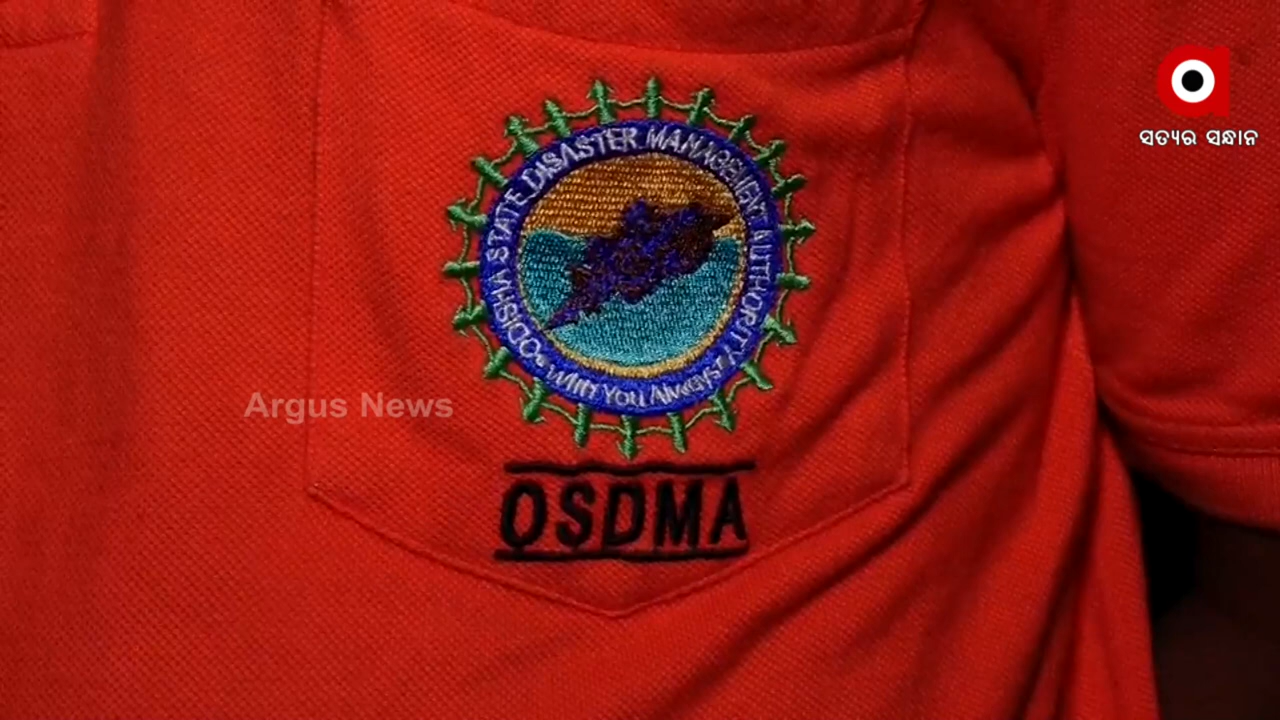 ସତ୍ୟର ସନ୍ଧାନ
ODISHA STATE DISASTER MANAGEMENT AUTHORITY
With You Always
Argus News
OSDMA